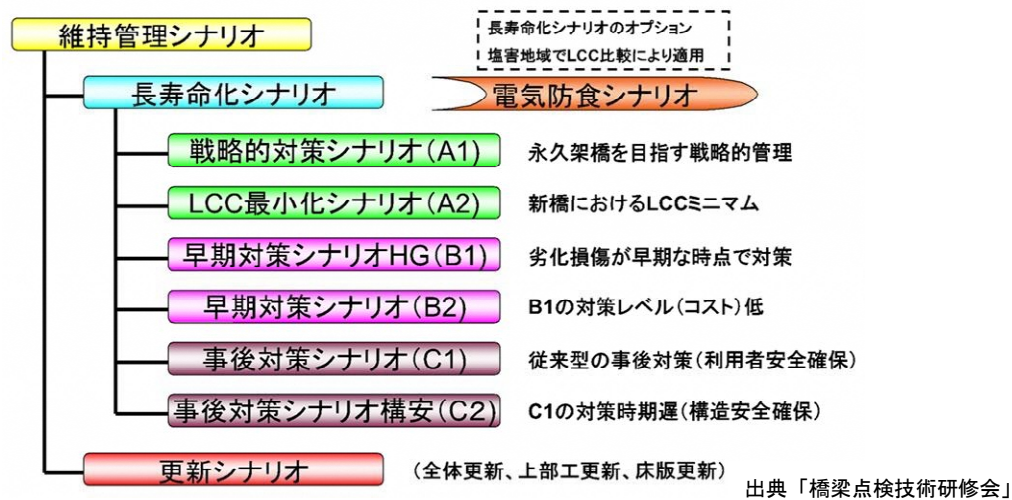 維持管理シナリオ
長寿命化シナリオのオプション
塩害地域でLCC比較により適用
長寿命化シナリオ
電気防食シナリオ
戦略的対策シナリオ(A1) 永久架橋を目指す戦略的管理
LCC最小化シナリオ(A2) 新橋におけるLCCミニマム
早期対策シナリオHG(B1) 劣化損傷が早期な時点で対策
早期対策シナリオ(B2) B1の対策レベル(コスト)低
事後対策シナリオ(C1) 従来型の事後対策(利用者安全確保)
事後対策シナリオ構安(C2) C1の対策時期遅(構造安全確保)
更新シナリオ (全体更新、上部工更新、床版更新)
出典「橋梁点検技術研修会」